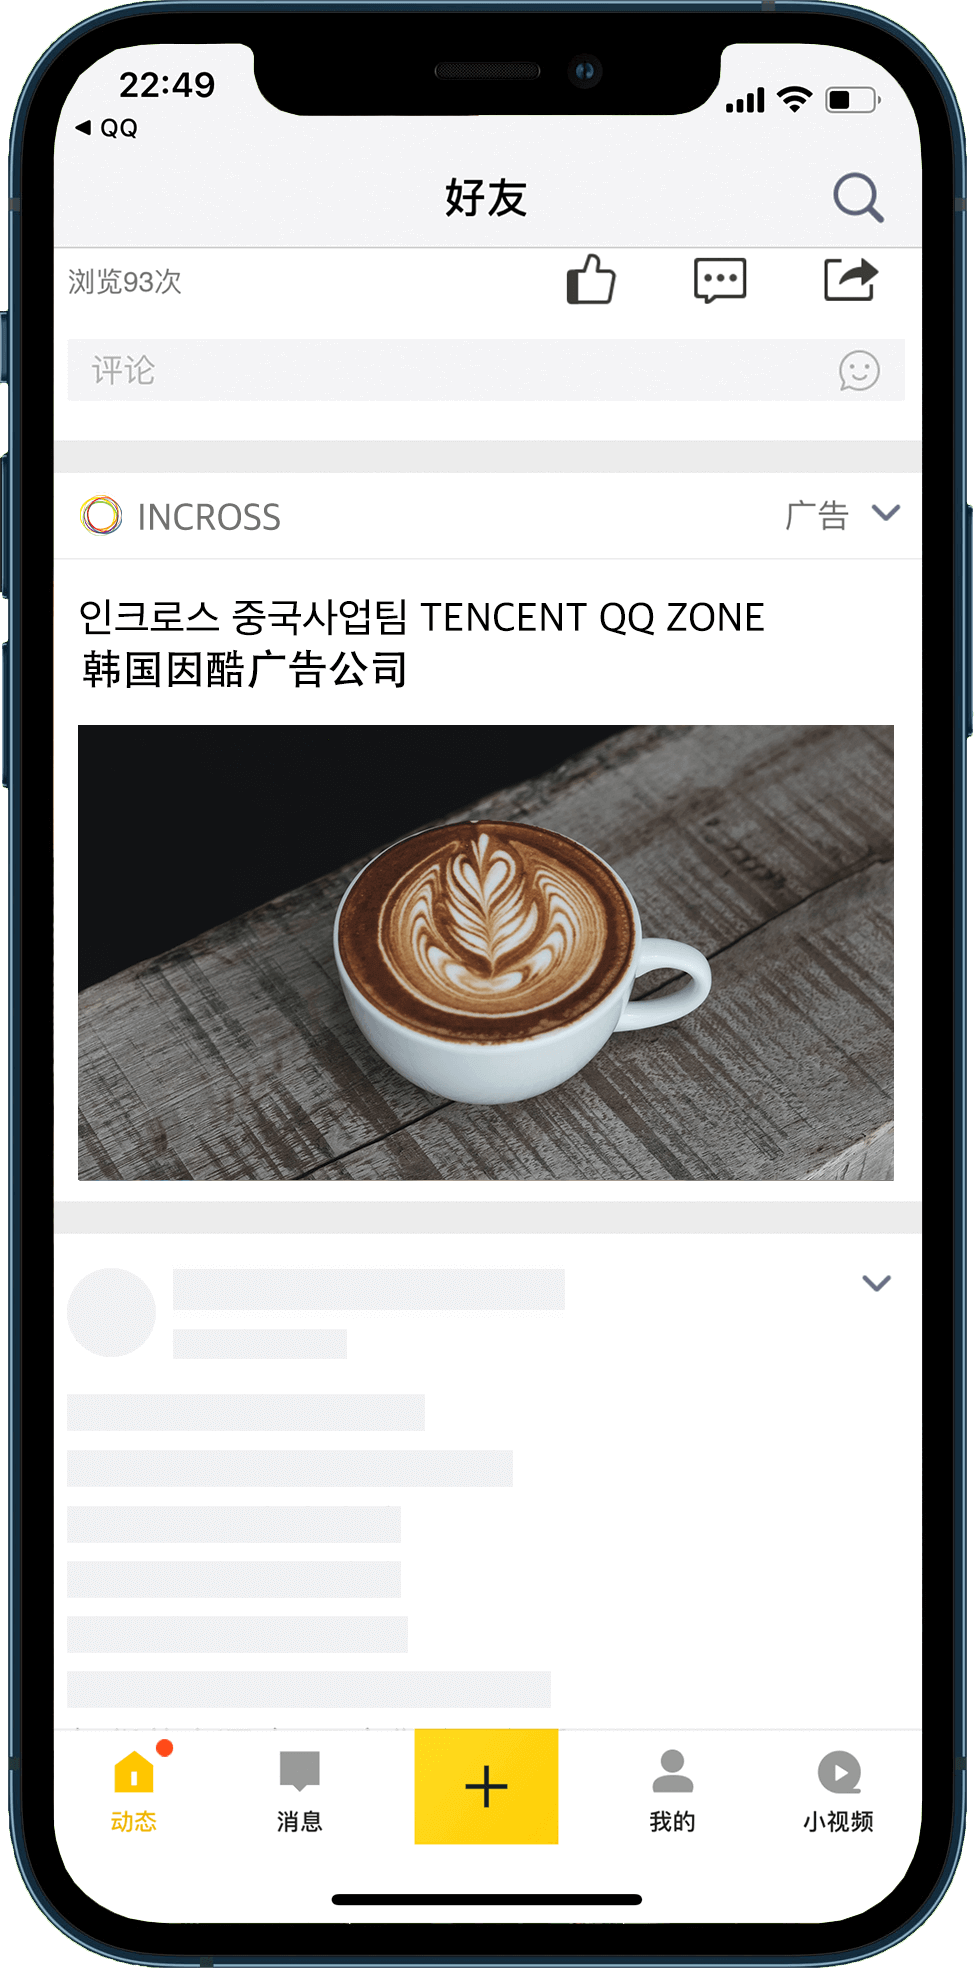 22:49
QQ
好友
浏览93次
评论
INCROSS
广告
인크로스 중국사업팀 TENCENT QQ ZONE
韩国因酷广告公司
动态
消息
我的
小视频